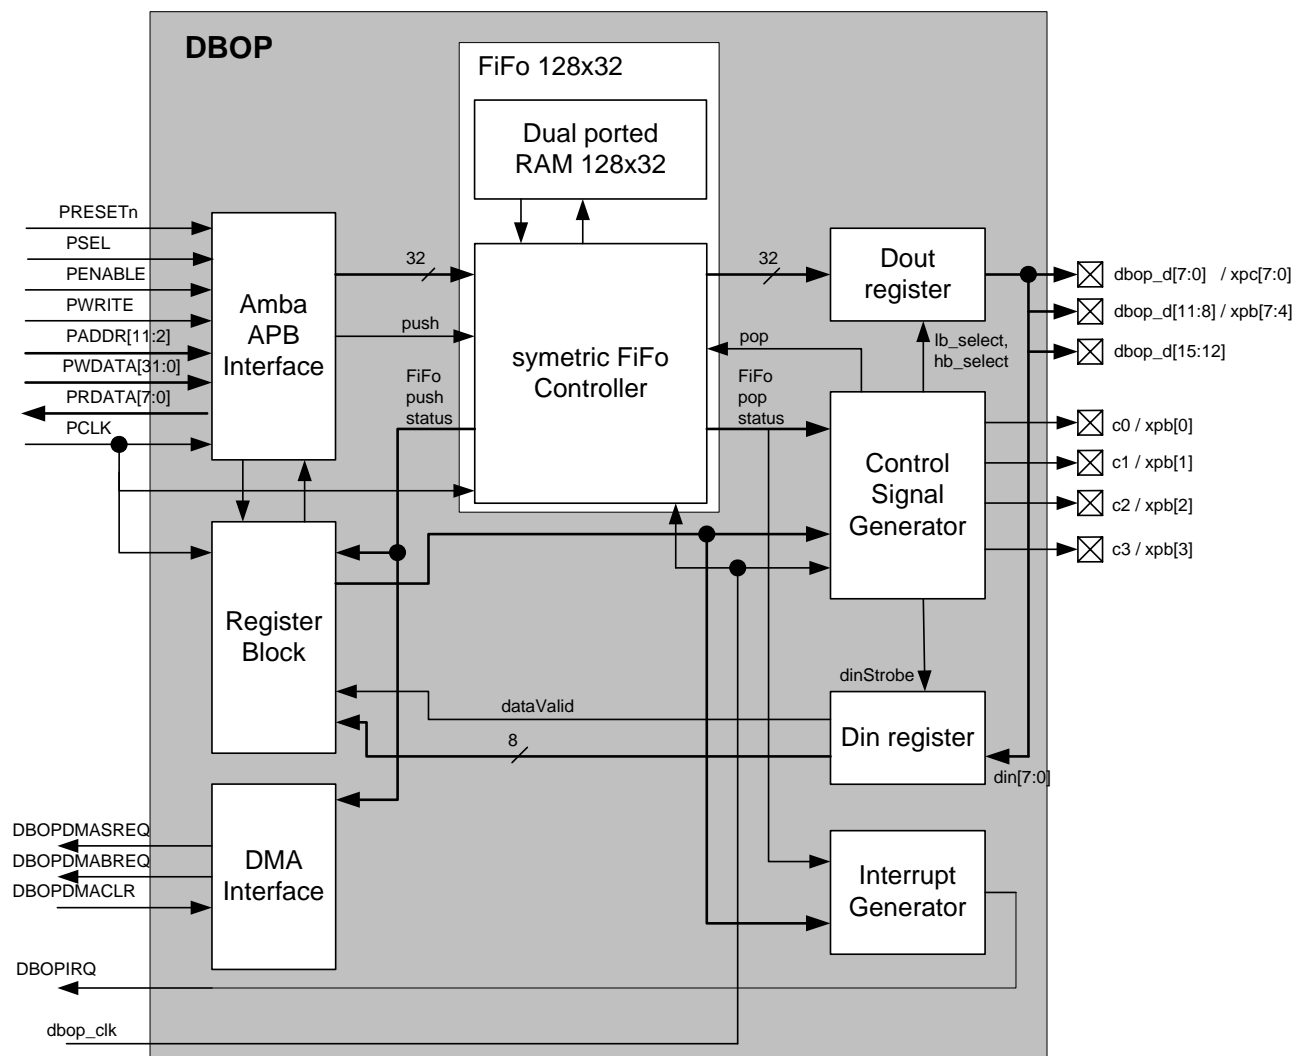 DBOP
FiFo 128x32
Dual ported
RAM 128x32
PRESETn
PSEL
PENABLE
PWRITE
PADDR[11:2]
PWDATA[31:0]
PRDATA[7:0]
PCLK
Amba
APB
Interface
32
push
FiFo
push
status
symetric FiFo
Controller
32
pop
FiFo
pop
status
Dout
register
lb_select,
hb_select
dbop_d[7:0] / xpc[7:0]
dbop_d[11:8] / xpb[7:4]
dbop_d[15:12]
Control
Signal
Generator
c0 / xpb[0]
c1 / xpb[1]
c2 / xpb[2]
c3 / xpb[3]
Register
Block
dinStrobe
dataValid
8
Din register
din[7:0]
DBOPDMASREQ
DBOPDMABREQ
DBOPDMACLR
DMA
Interface
Interrupt
Generator
DBOPIRQ
dbop_clk